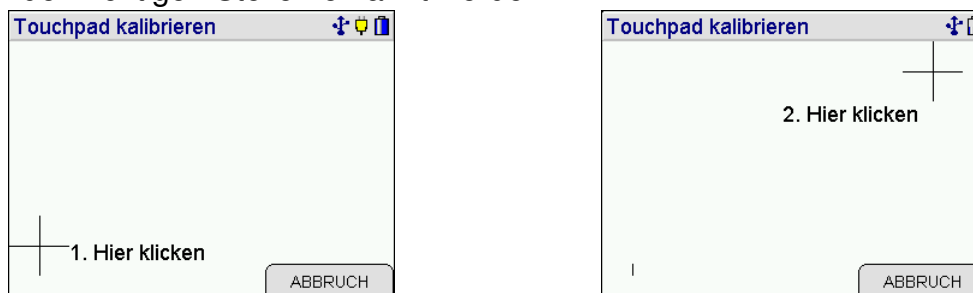 Touchpad kalibrieren
1. Hier klicken
ABBRUCH
Touchpad kalibrieren
2. Hier klicken
ABBRUCH